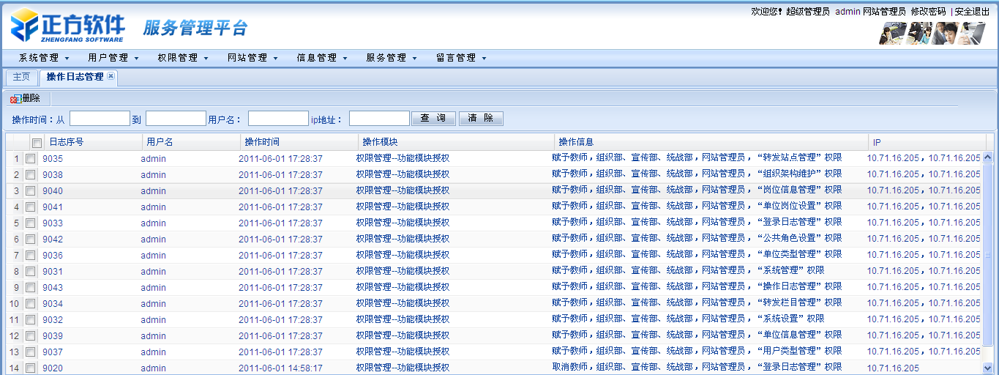 欢迎您! 超级管理员 admin 网站管理员 修改密码 | 安全退出
正方软件 服务管理平台
ZHENGFANG SOFTWARE
系统管理 用户管理 权限管理 网站管理 信息管理 服务管理 留言管理
主页 操作日志管理
删除
操作时间：从 到 用户名： ip地址： 查 询 清 除
日志序号 用户名 操作时间 操作模块 操作信息 IP
1 9035 admin 2011-06-01 17:28:37 权限管理--功能模块授权 赋予教师，组织部、宣传部、统战部，网站管理员，“转发站点管理”权限 10.71.16.205，10.71.16.205
2 9038 admin 2011-06-01 17:28:37 权限管理--功能模块授权 赋予教师，组织部、宣传部、统战部，网站管理员，“组织架构维护”权限 10.71.16.205，10.71.16.205
3 9040 admin 2011-06-01 17:28:37 权限管理--功能模块授权 赋予教师，组织部、宣传部、统战部，网站管理员，“岗位信息管理”权限 10.71.16.205，10.71.16.205
4 9041 admin 2011-06-01 17:28:37 权限管理--功能模块授权 赋予教师，组织部、宣传部、统战部，网站管理员，“单位岗位设置”权限 10.71.16.205，10.71.16.205
5 9033 admin 2011-06-01 17:28:37 权限管理--功能模块授权 赋予教师，组织部、宣传部、统战部，网站管理员，“登录日志管理”权限 10.71.16.205，10.71.16.205
6 9042 admin 2011-06-01 17:28:37 权限管理--功能模块授权 赋予教师，组织部、宣传部、统战部，网站管理员，“公共角色设置”权限 10.71.16.205，10.71.16.205
7 9036 admin 2011-06-01 17:28:37 权限管理--功能模块授权 赋予教师，组织部、宣传部、统战部，网站管理员，“单位类型管理”权限 10.71.16.205，10.71.16.205
8 9031 admin 2011-06-01 17:28:37 权限管理--功能模块授权 赋予教师，组织部、宣传部、统战部，网站管理员，“系统管理”权限 10.71.16.205，10.71.16.205
9 9043 admin 2011-06-01 17:28:37 权限管理--功能模块授权 赋予教师，组织部、宣传部、统战部，网站管理员，“操作日志管理”权限 10.71.16.205，10.71.16.205
10 9034 admin 2011-06-01 17:28:37 权限管理--功能模块授权 赋予教师，组织部、宣传部、统战部，网站管理员，“转发栏目管理”权限 10.71.16.205，10.71.16.205
11 9032 admin 2011-06-01 17:28:37 权限管理--功能模块授权 赋予教师，组织部、宣传部、统战部，网站管理员，“系统设置”权限 10.71.16.205，10.71.16.205
12 9039 admin 2011-06-01 17:28:37 权限管理--功能模块授权 赋予教师，组织部、宣传部、统战部，网站管理员，“单位信息管理”权限 10.71.16.205，10.71.16.205
13 9037 admin 2011-06-01 17:28:37 权限管理--功能模块授权 赋予教师，组织部、宣传部、统战部，网站管理员，“用户类型管理”权限 10.71.16.205，10.71.16.205
14 9020 admin 2011-06-01 14:58:17 权限管理--功能模块授权 取消教师，组织部、宣传部、统战部，网站管理员，“登录日志管理”权限 10.71.16.205